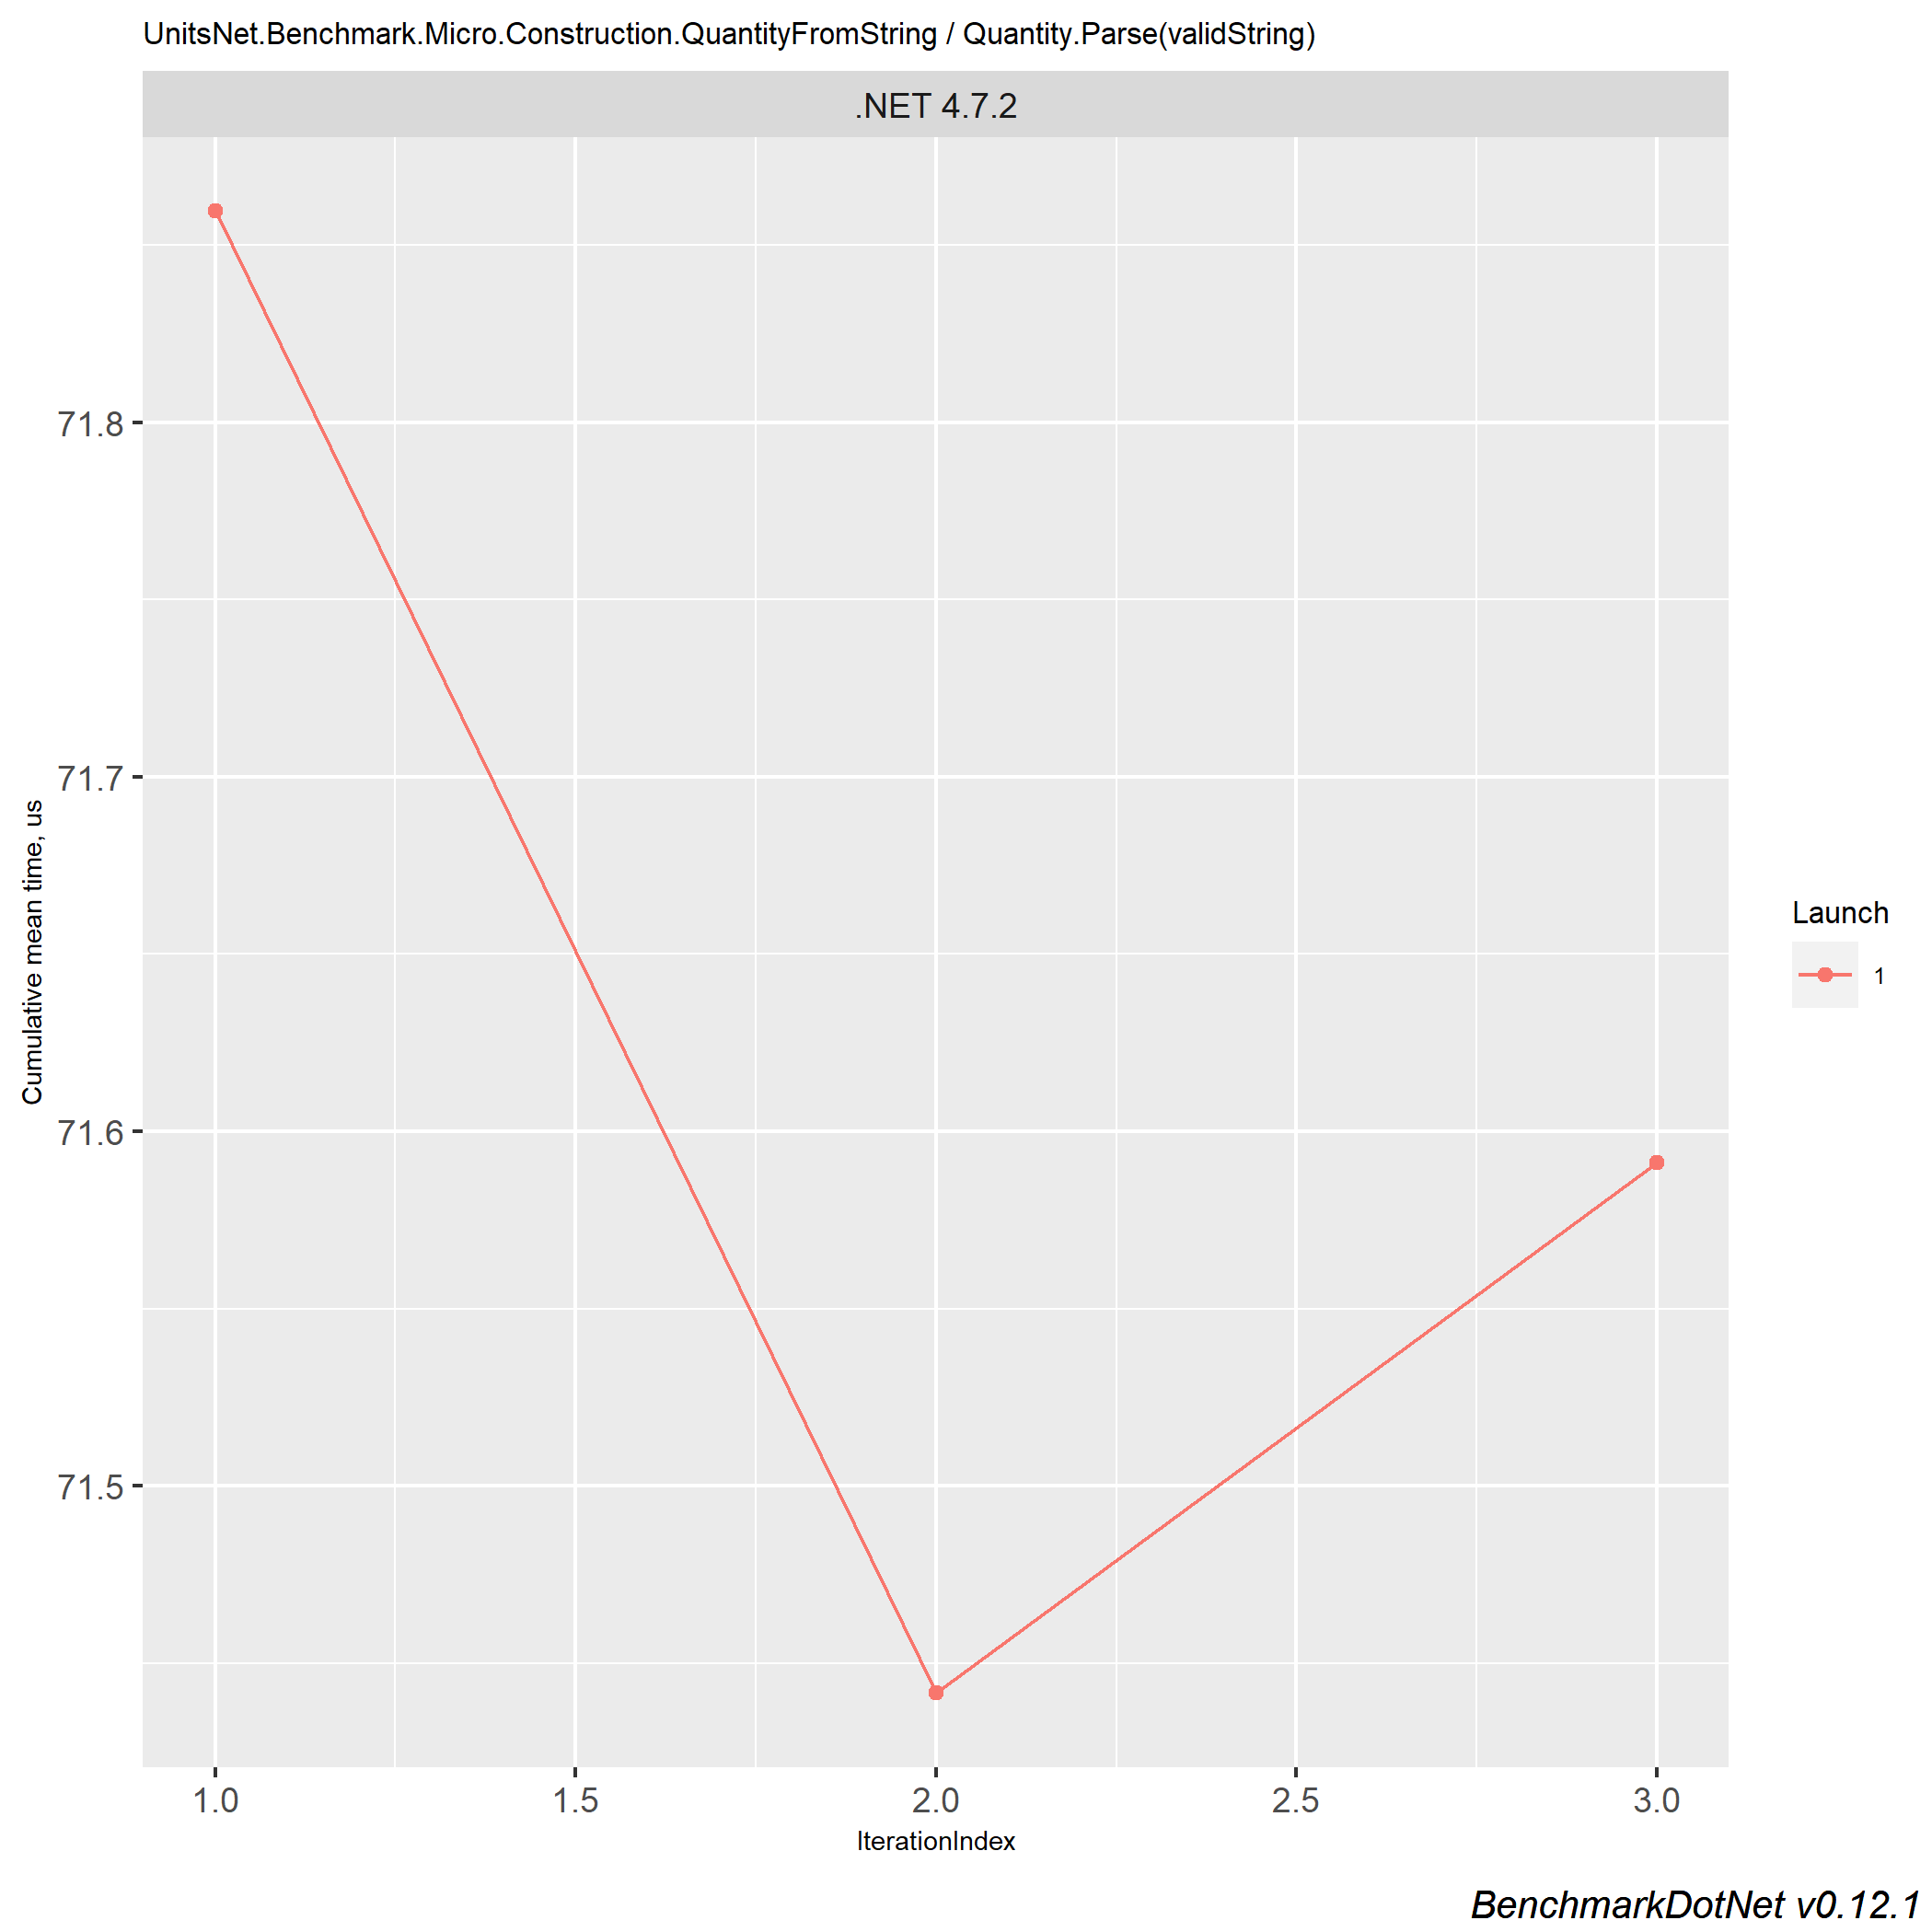 UnitsNet.Benchmark.Micro.Construction.QuantityFromString / Quantity.Parse(validString)
.NET 4.7.2
71.8
71.7
71.6
71.5
Cumulative mean time, us
1.0
1.5
2.0
2.5
3.0
IterationIndex
Launch
1
BenchmarkDotNet v0.12.1